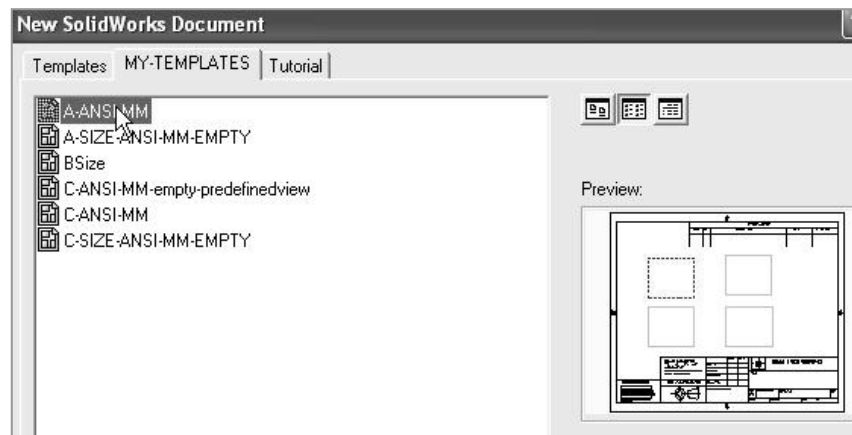 New SolidWorks Document
Templates MY-TEMPLATES Tutorial
A-ANSI-MM
A-SIZE-ANSI-MM-EMPTY
BSize
C-ANSI-MM-empty-predefinedview
C-ANSI-MM
C-SIZE-ANSI-MM-EMPTY
Preview: